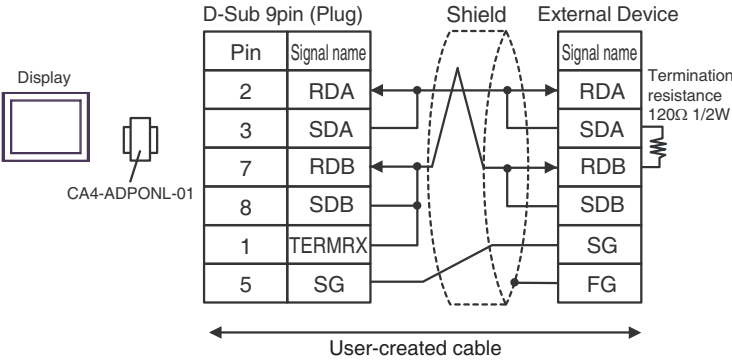 D-Sub 9pin (Plug) Shield External Device
Pin Signal name Signal name
Display
2 RDA RDA
Termination
resistance
120Ω 1/2W
3 SDA SDA
7 RDB RDB
CA4-ADPONL-01
8 SDB SDB
1 TERMRX SG
5 SG FG
User-created cable